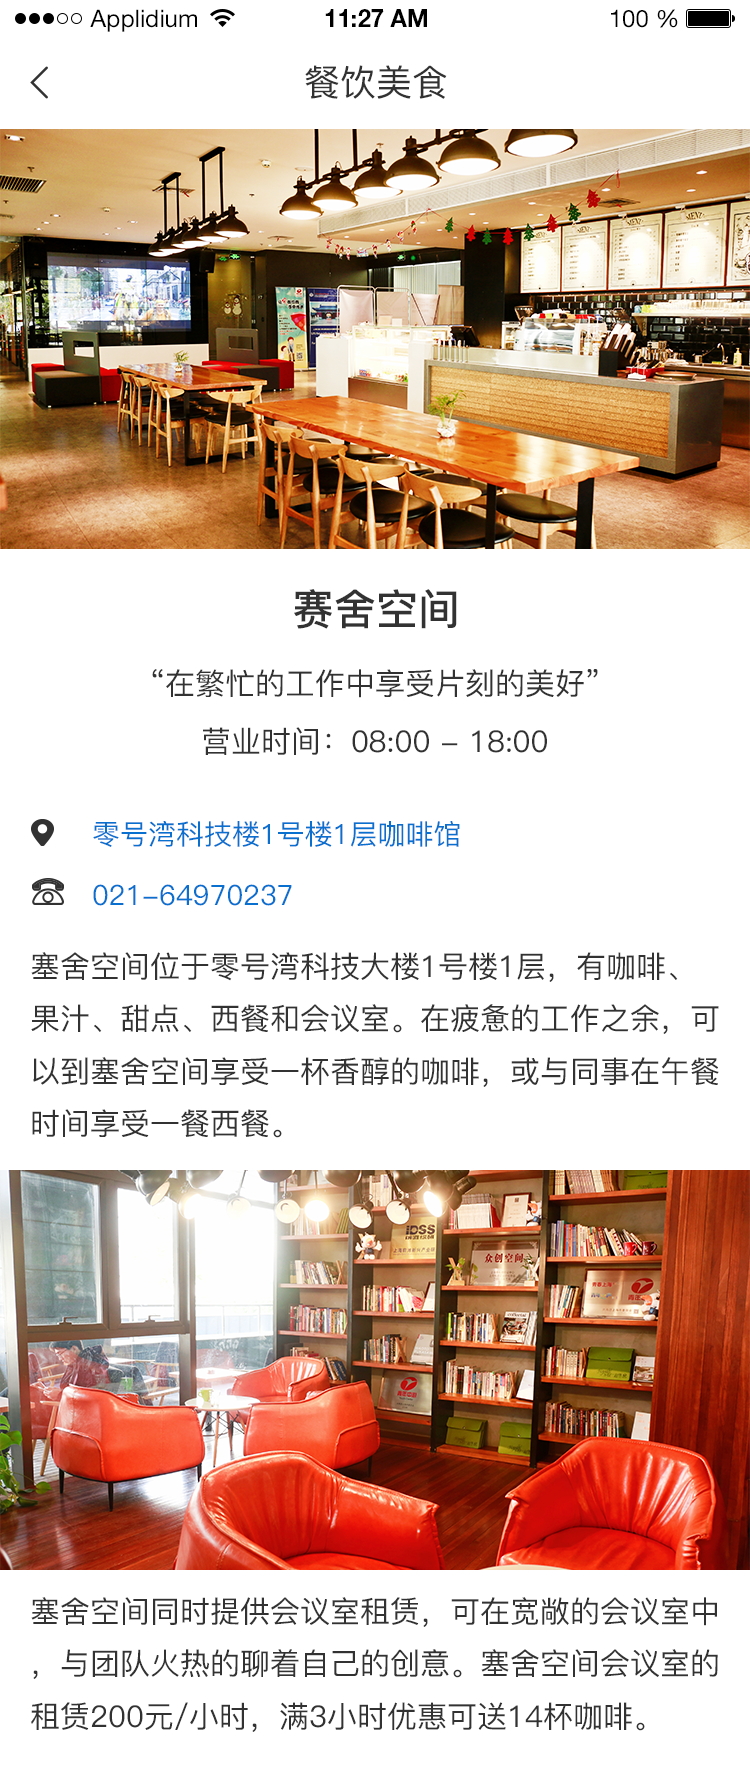 Applidium 11:27 AM 100 %
餐饮美食
MENU MENU
赛舍空间
“在繁忙的工作中享受片刻的美好”
营业时间：08:00 – 18:00
零号湾科技楼1号楼1层咖啡馆
021-64970237
塞舍空间位于零号湾科技大楼1号楼1层，有咖啡、
果汁、甜点、西餐和会议室。在疲惫的工作之余，可
以到塞舍空间享受一杯香醇的咖啡，或与同事在午餐
时间享受一餐西餐。
IDSS
众创空间
塞舍空间同时提供会议室租赁，可在宽敞的会议室中
，与团队火热的聊着自己的创意。塞舍空间会议室的
租赁200元/小时，满3小时优惠可送14杯咖啡。